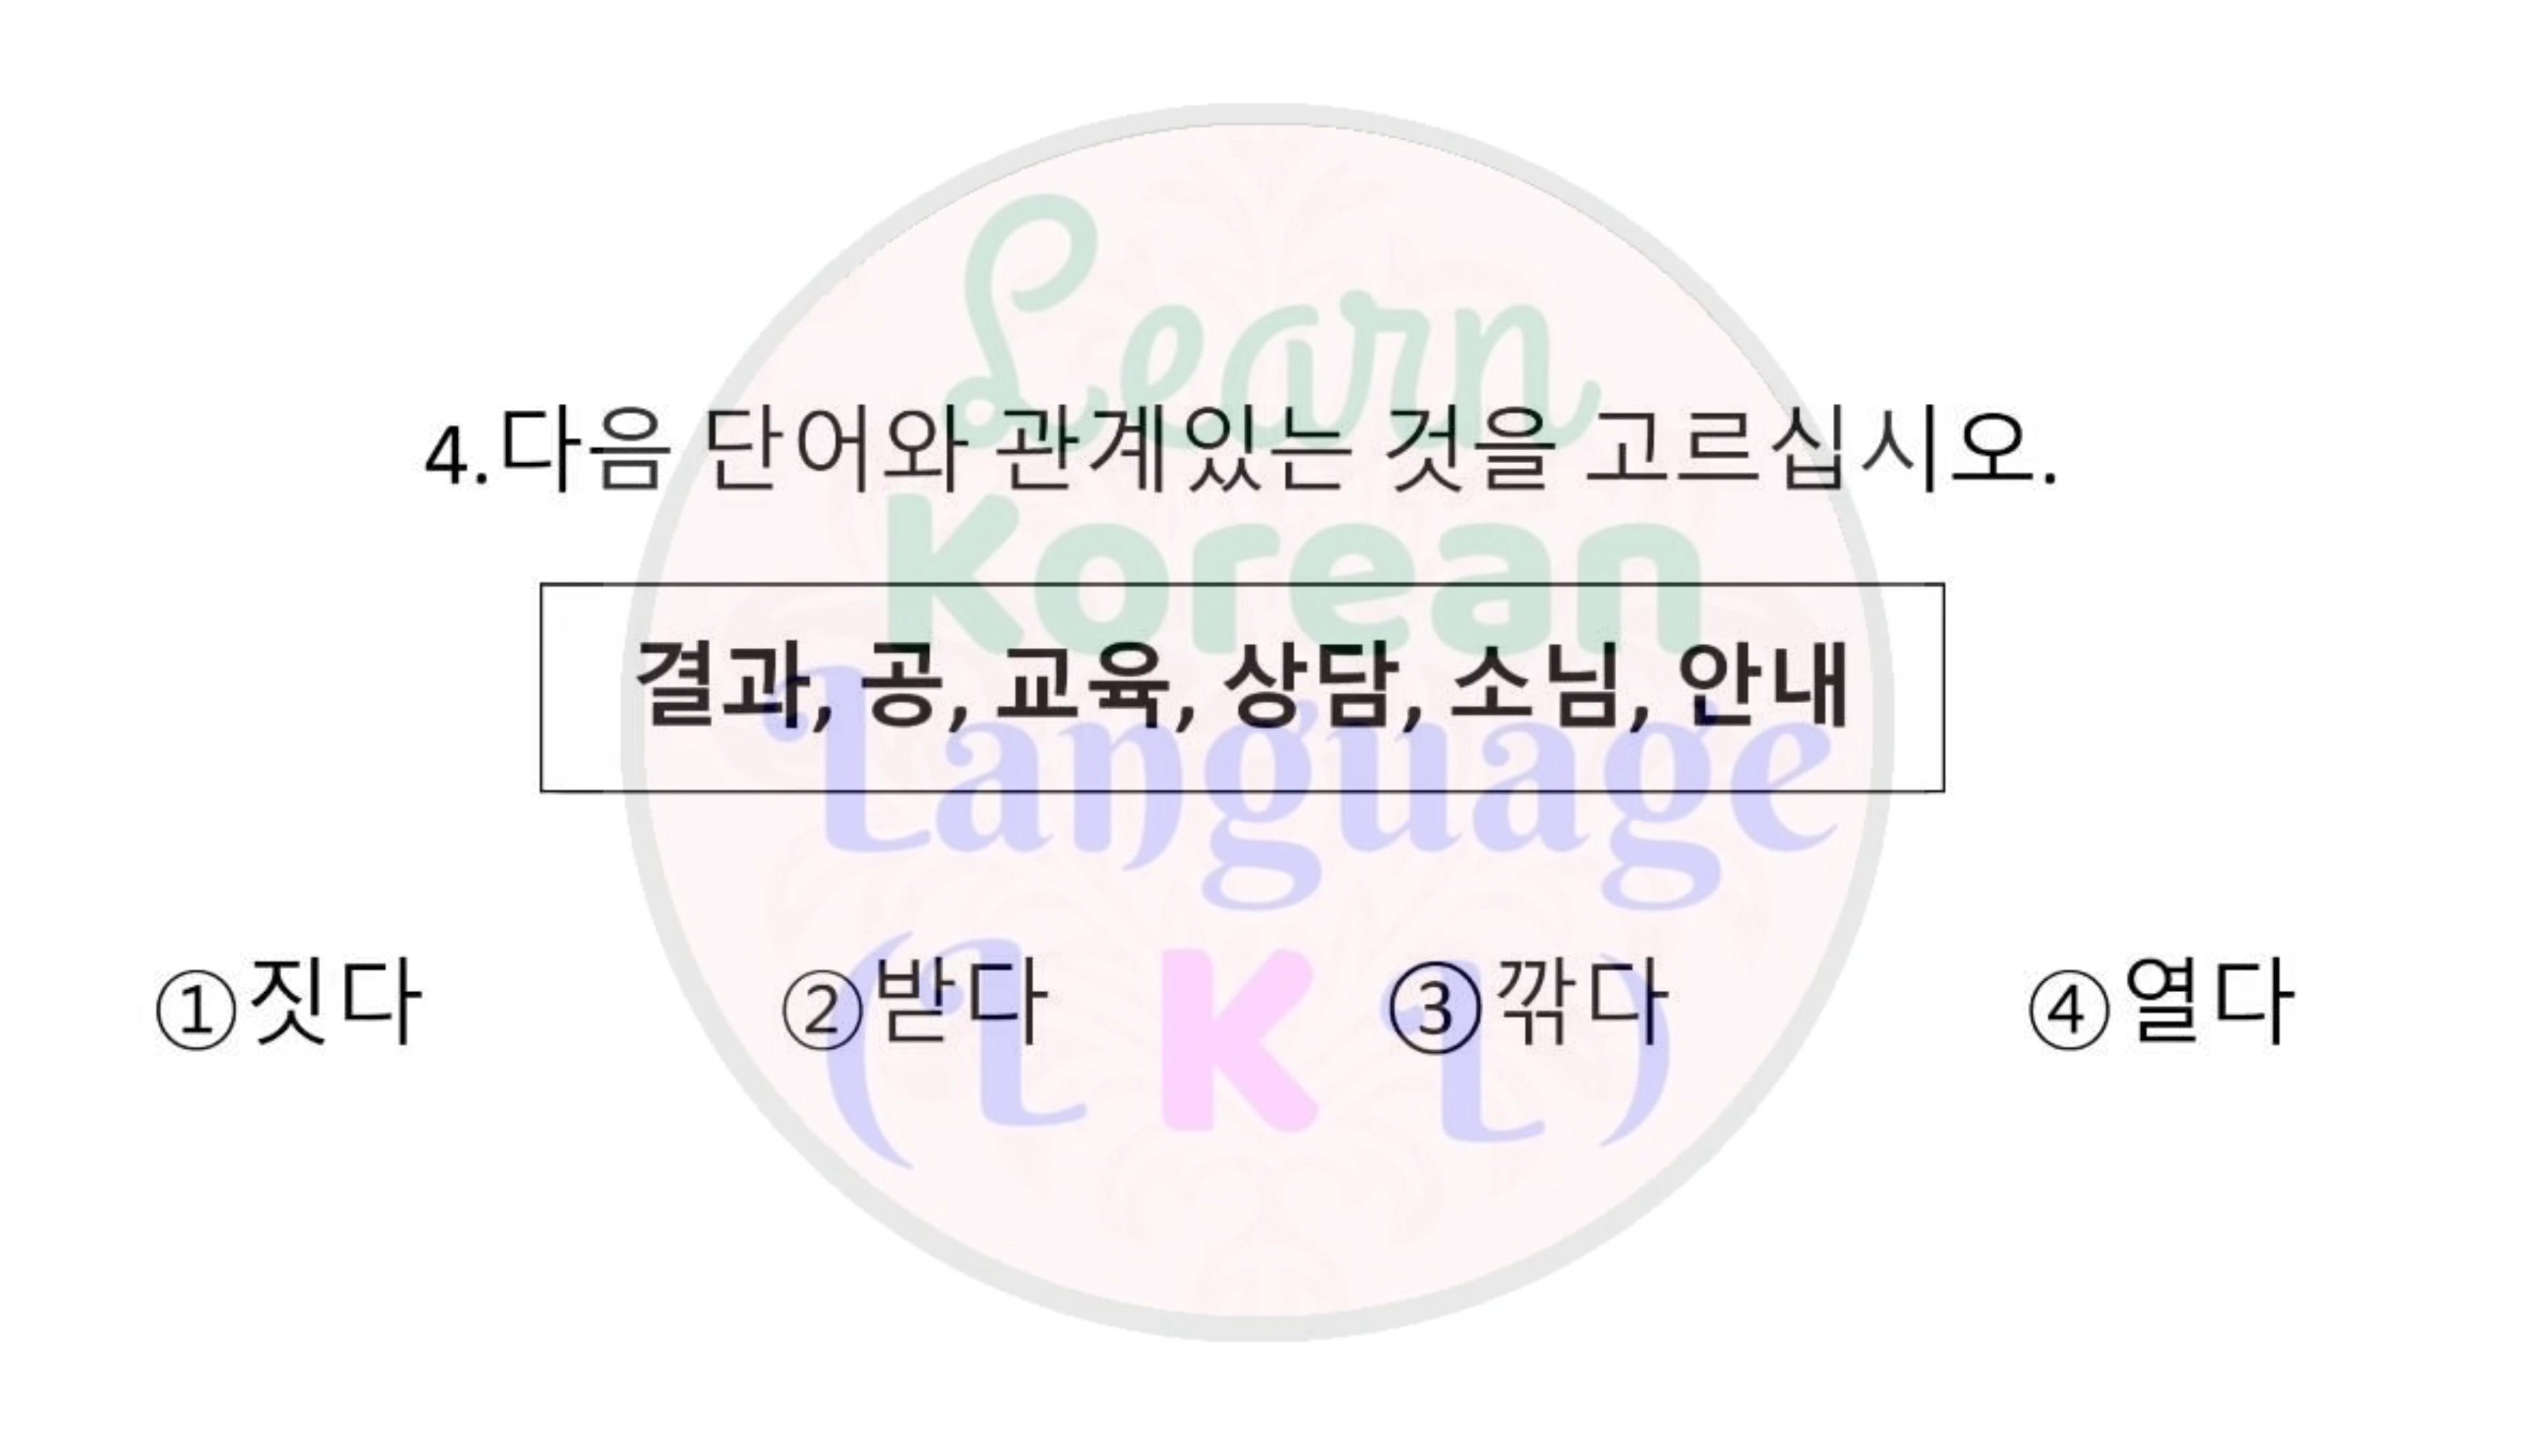 Learn
4.다음 단어와 관계있는 것을 고르십시오.
Korean
결과, 공, 교육, 상담, 소님, 안내
Language
①짓다 ②받다 ③깎다 ④열다
(L K L)